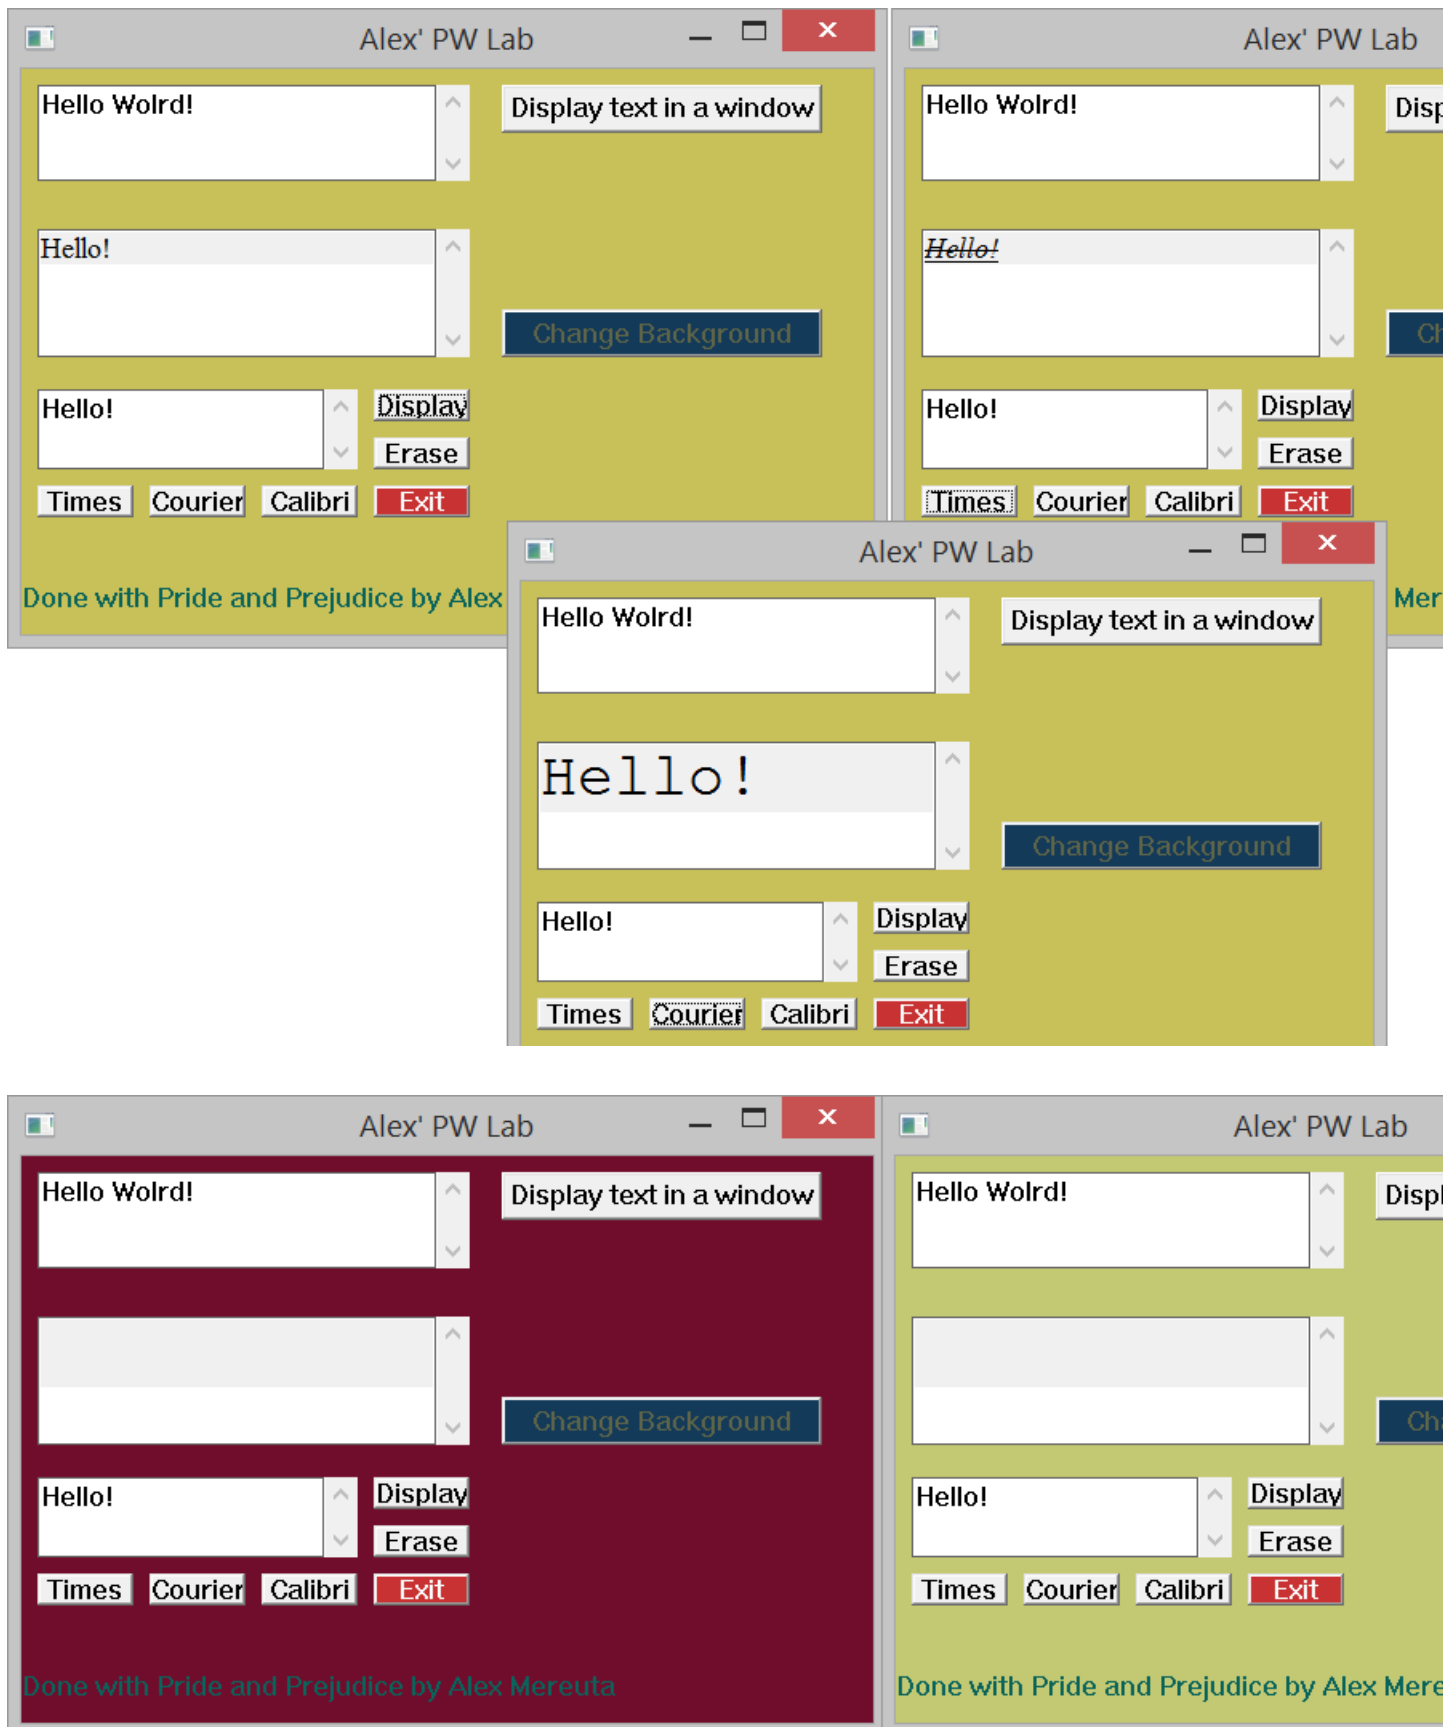 Alex' PW Lab
Hello Wolrd!
Display text in a window
Hello!
Change Background
Hello!
Display
Erase
Times Courier Calibri Exit
Done with Pride and Prejudice by Alex
Alex' PW Lab
Hello Wolrd!
Disp
Hello!
Ch
Hello!
Display
Erase
Times Courier Calibri Exit
Mer
Alex' PW Lab
Hello Wolrd!
Display text in a window
Hello!
Change Background
Hello!
Display
Erase
Times Courier Calibri Exit
Alex' PW Lab
Hello Wolrd!
Display text in a window
Change Background
Hello!
Display
Erase
Times Courier Calibri Exit
Done with Pride and Prejudice by Alex Mereuta
Alex' PW Lab
Hello Wolrd!
Displ
Cha
Hello!
Display
Erase
Times Courier Calibri Exit
Done with Pride and Prejudice by Alex Mere